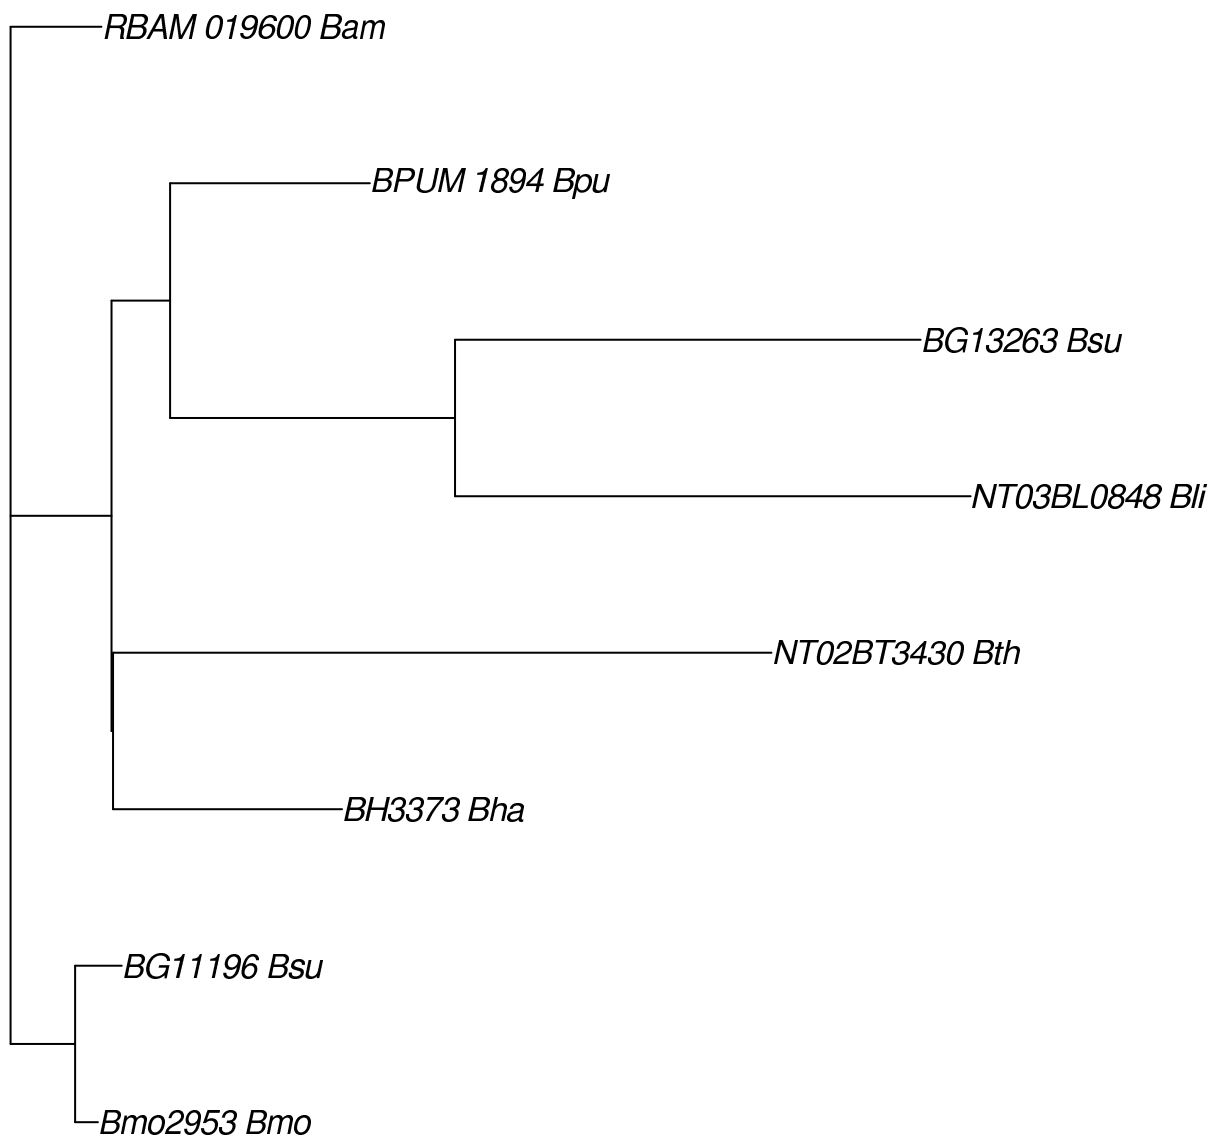 RBAM 019600 Bam
BPUM 1894 Bpu
BG13263 Bsu
NT03BL0848 Bli
NT02BT3430 Bth
BH3373 Bha
BG11196 Bsu
Bmo2953 Bmo